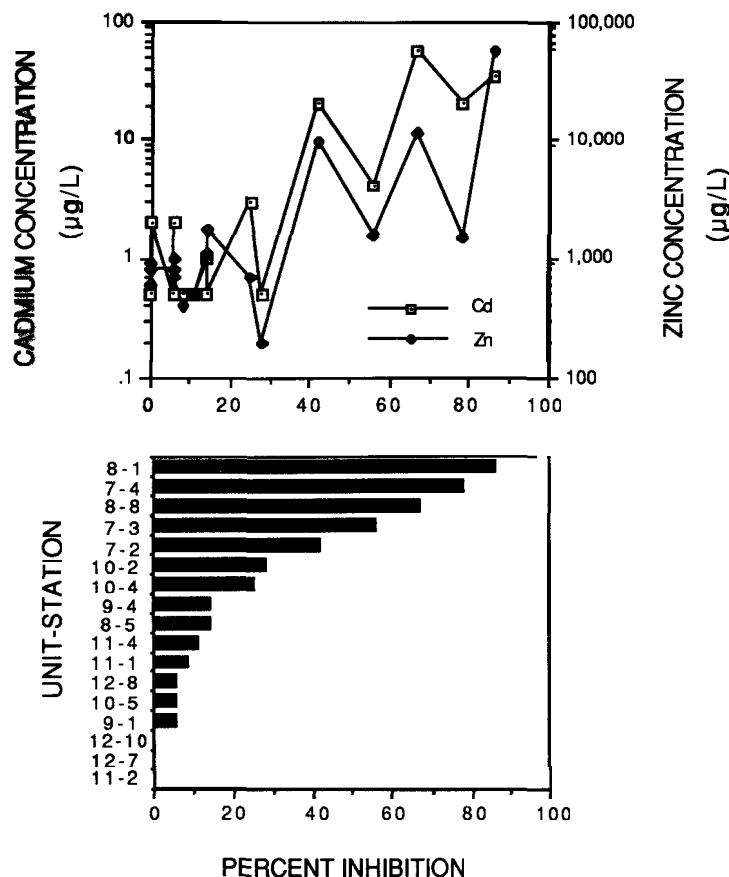 100
10
1
.1
CADMIUM CONCENTRATION
(µg/L)
100,000
10,000
1,000
100
ZINC CONCENTRATION
(µg/L)
Cd
Zn
0 20 40 60 80 100
UNIT-STATION
8-1
7-4
8-8
7-3
7-2
10-2
10-4
9-4
8-5
11-4
11-1
12-8
10-5
9-1
12-10
12-7
11-2
0 20 40 60 80 100
PERCENT INHIBITION